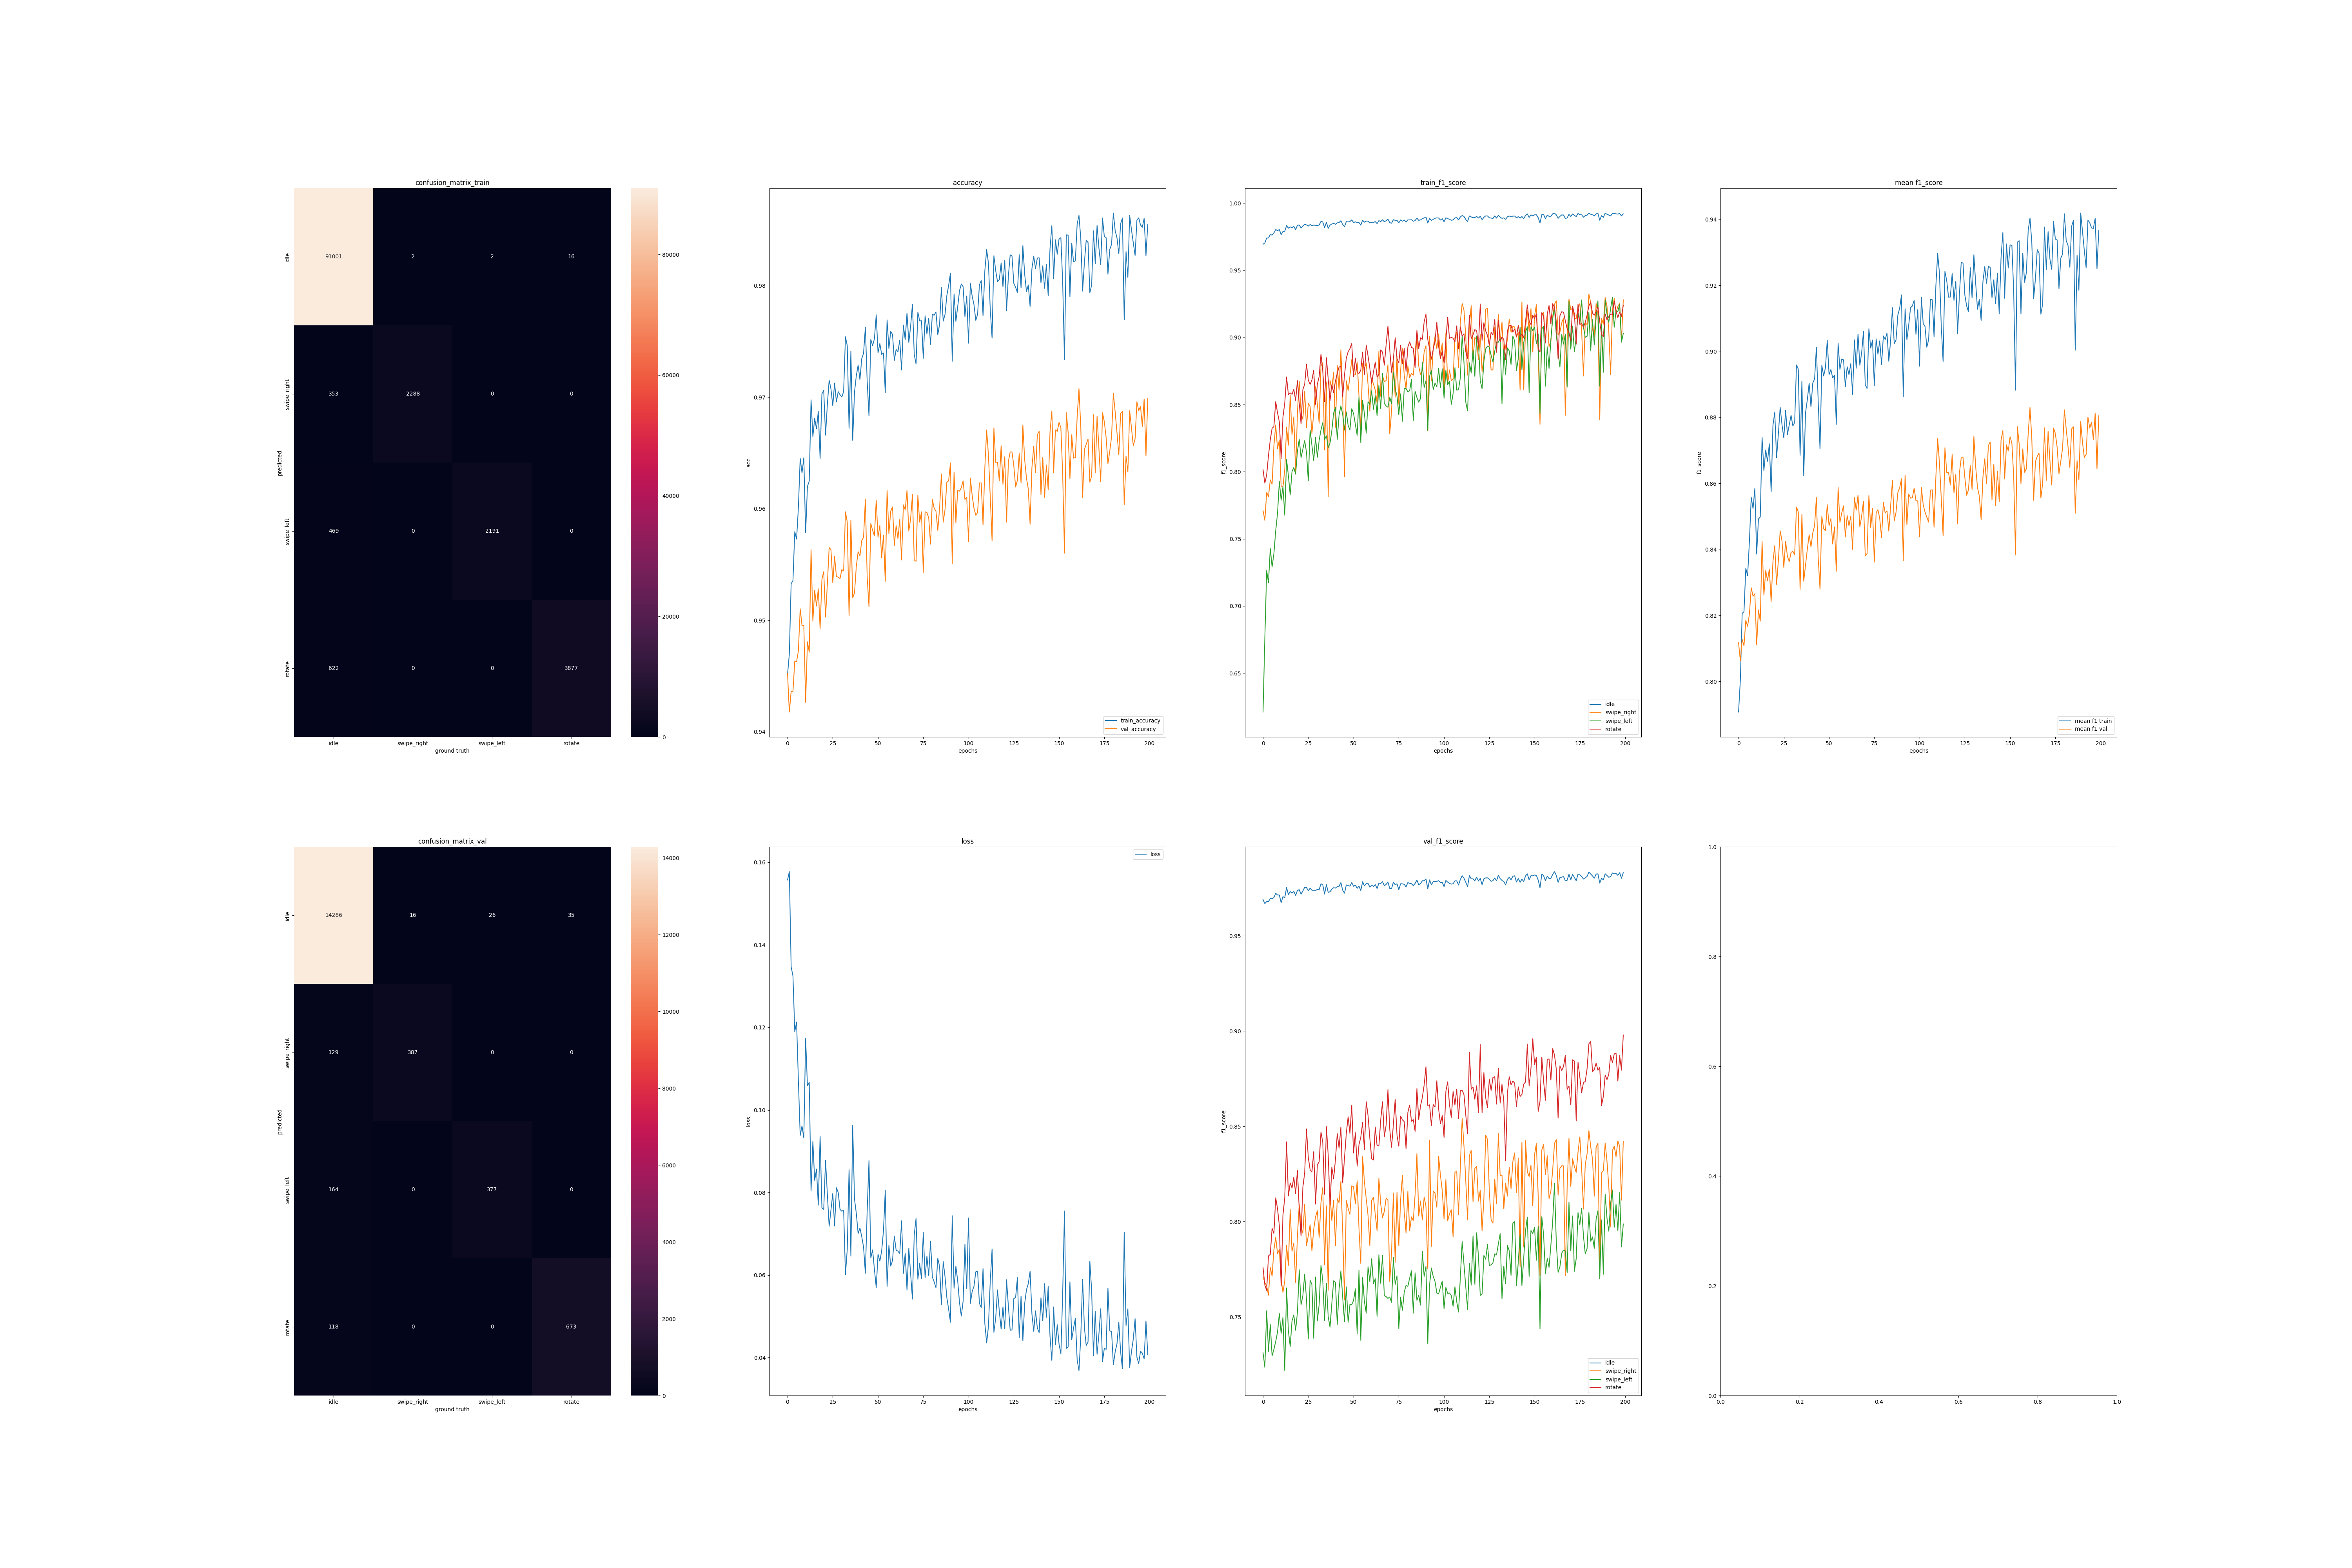 confusion_matrix_train
idle
swipe_right
swipe_left
rotate
predicted
91001 2 2 16
353 2288 0 0
469 0 2191 0
622 0 0 3877
idle swipe_right swipe_left rotate
ground truth
80000
60000
40000
20000
0
accuracy
acc
0.98
0.97
0.96
0.95
0.94
train_accuracy
val_accuracy
0 25 50 75 100 125 150 175 200
epochs
train_f1_score
f1_score
1.00
0.95
0.90
0.85
0.80
0.75
0.70
0.65
idle
swipe_right
swipe_left
rotate
0 25 50 75 100 125 150 175 200
epochs
mean f1_score
f1_score
0.94
0.92
0.90
0.88
0.86
0.84
0.82
0.80
mean f1 train
mean f1 val
0 25 50 75 100 125 150 175 200
epochs
confusion_matrix_val
idle
swipe_right
swipe_left
rotate
predicted
14286 16 26 35
129 387 0 0
164 0 377 0
118 0 0 673
idle swipe_right swipe_left rotate
ground truth
14000
12000
10000
8000
6000
4000
2000
0
loss
loss
0.16
0.14
0.12
0.10
0.08
0.06
0.04
loss
0 25 50 75 100 125 150 175 200
epochs
val_f1_score
f1_score
0.95
0.90
0.85
0.80
0.75
idle
swipe_right
swipe_left
rotate
0 25 50 75 100 125 150 175 200
epochs
1.0
0.8
0.6
0.4
0.2
0.0
0.0 0.2 0.4 0.6 0.8 1.0